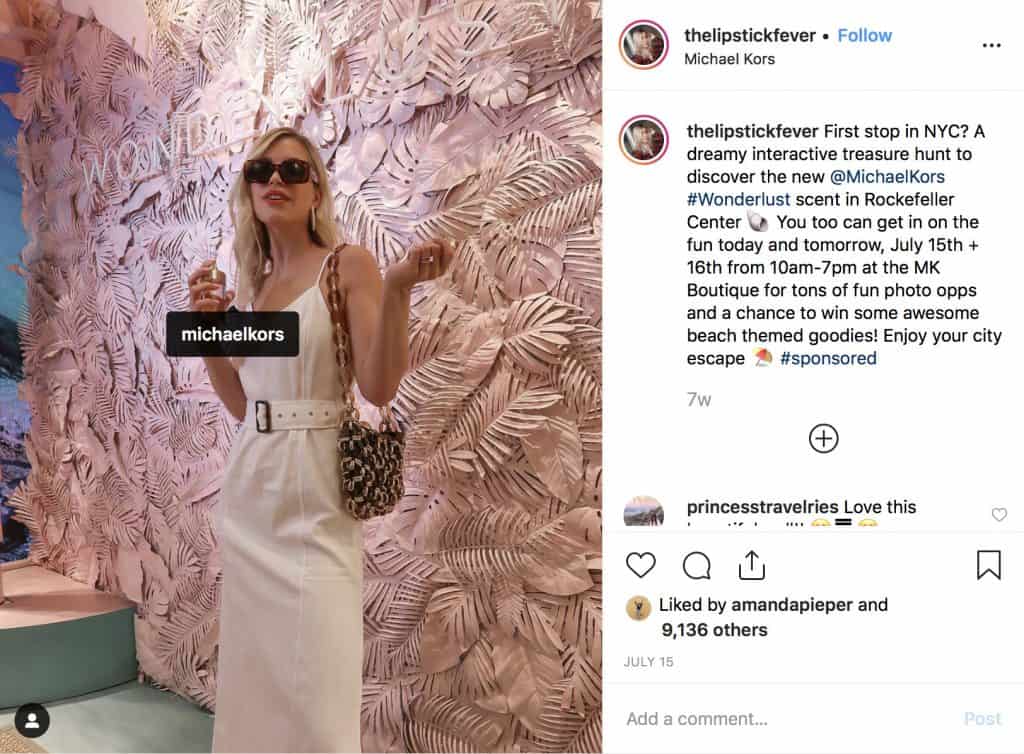 WONDERLUST
michaelkors
thelipstickfever • Follow
Michael Kors
thelipstickfever First stop in NYC? A
dreamy interactive treasure hunt to
discover the new @MichaelKors
#Wonderlust scent in Rockefeller
Center 🐚 You too can get in on the
fun today and tomorrow, July 15th +
16th from 10am-7pm at the MK
Boutique for tons of fun photo opps
and a chance to win some awesome
beach themed goodies! Enjoy your city
escape ⛱️ #sponsored
7w
princesstravelries Love this
Liked by amandapieper and
9,136 others
JULY 15
Add a comment...
Post